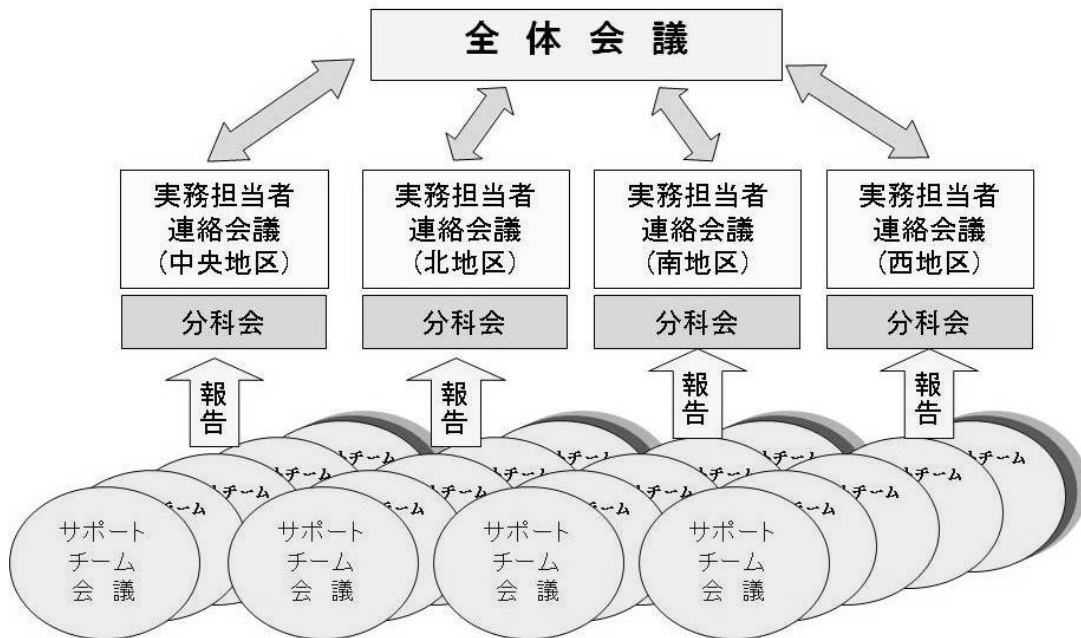 全体会議
実務担当者
連絡会議
(中央地区)
実務担当者
連絡会議
(北地区)
実務担当者
連絡会議
(南地区)
実務担当者
連絡会議
(西地区)
分科会
分科会
分科会
分科会
報告
報告
報告
報告
サポート
チーム
会議
サポート
チーム
会議
サポート
チーム
会議
サポート
チーム
会議